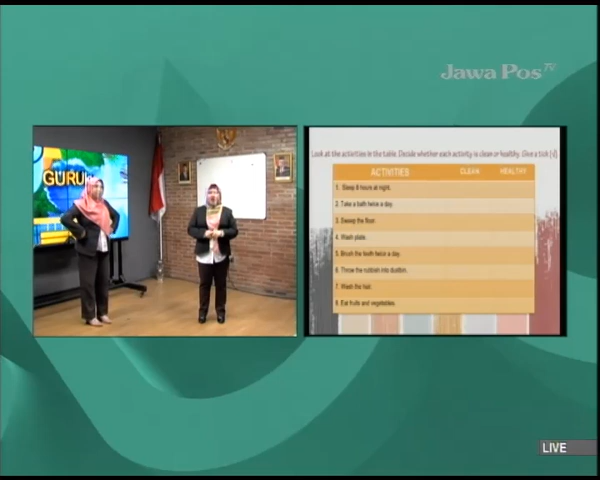 Jawa Pos TV
GURUku
Look at the activities in the table. Decide whether each activity is clean or healthy. Give a tick (√)
ACTIVITIES CLEAN HEALTHY
1. Sleep 8 hours at night.
2. Take a bath twice a day.
3. Sweep the floor.
4. Wash plate.
5. Brush the teeth twice a day.
6. Throw the rubbish into dustbin.
7. Wash the hair.
8. Eat fruits and vegetables.
LIVE